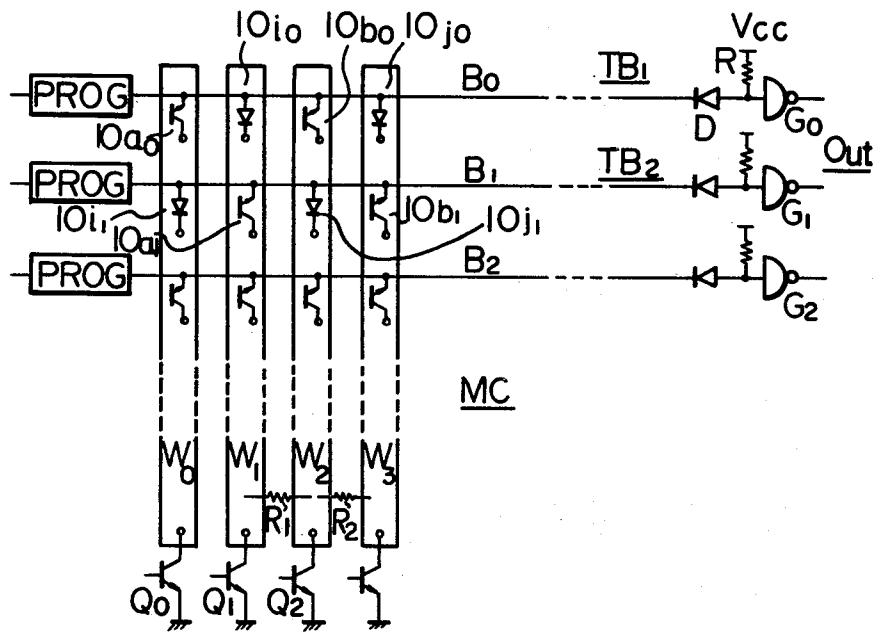 10i0 10b0 10j0 Vcc
PROG B0 TB1 R
10a0 D G0
Out
PROG B1 TB2
10i1 10a1 10b1 10j1 G1
PROG B2
G2
MC
W0 W1 W2 W3
R1 R2
Q0 Q1 Q2